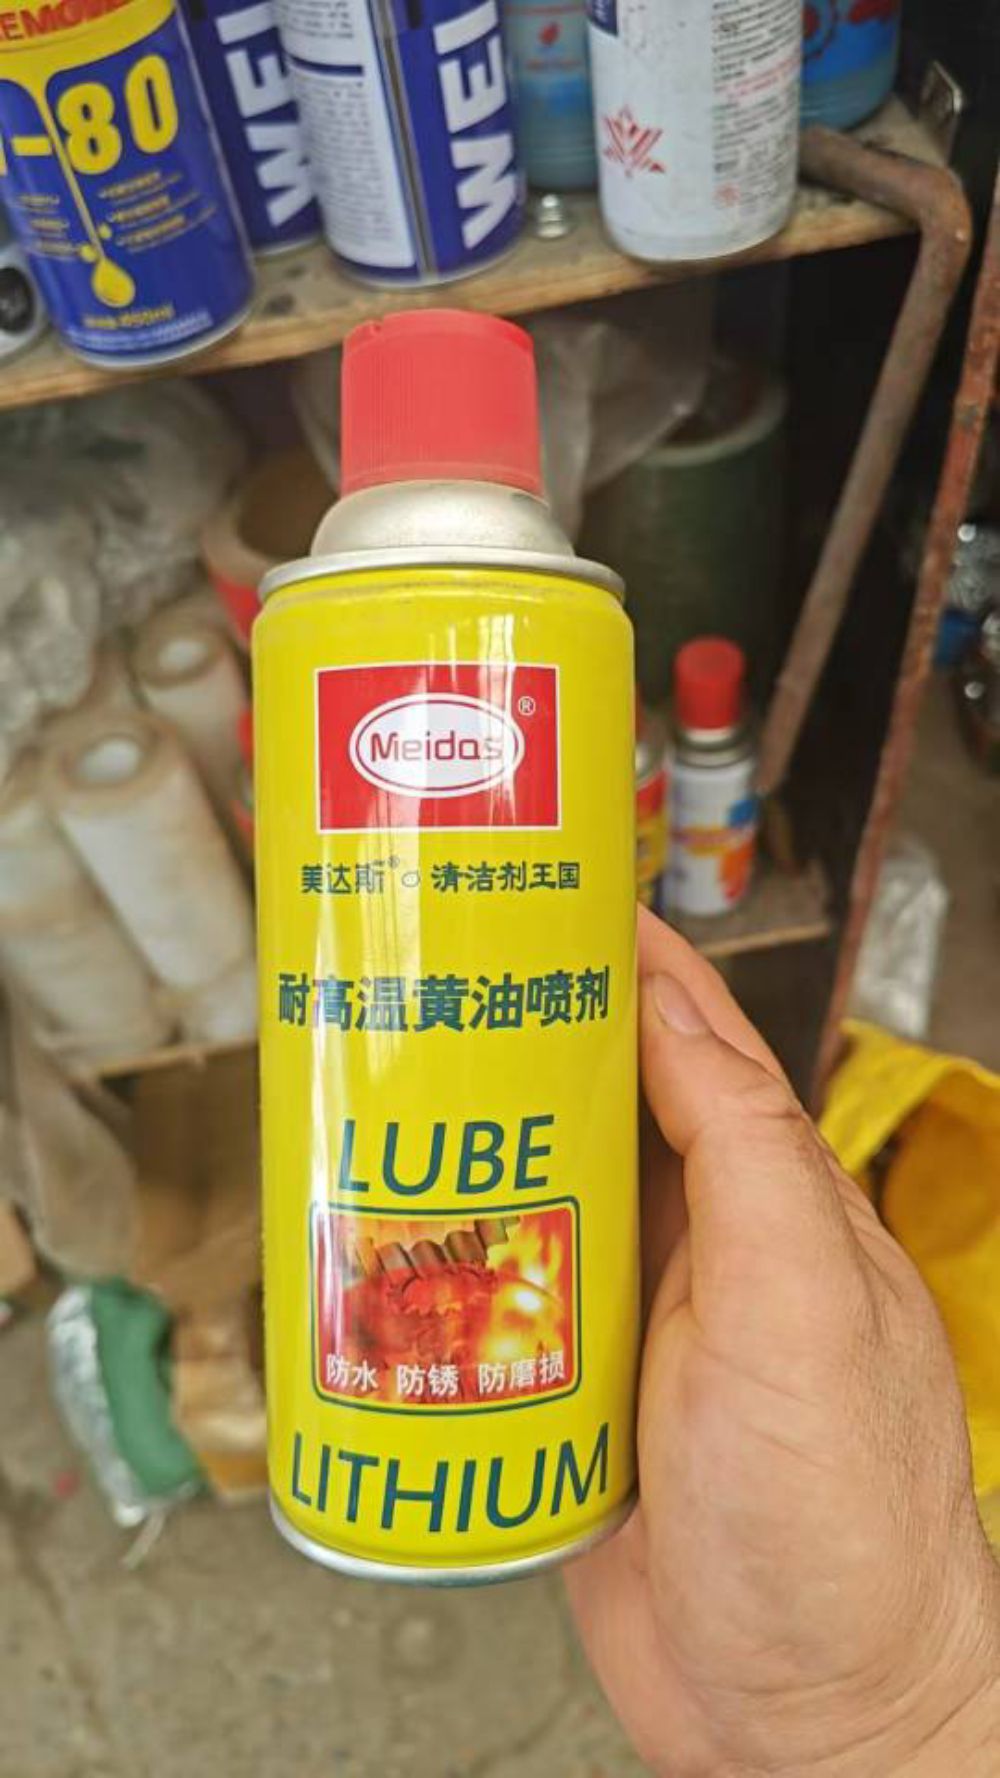 -80
WEI
WEI
Meidas®
美达斯® 清洁剂王国
耐高温黄油喷剂
LUBE
防水 防锈 防磨损
LITHIUM